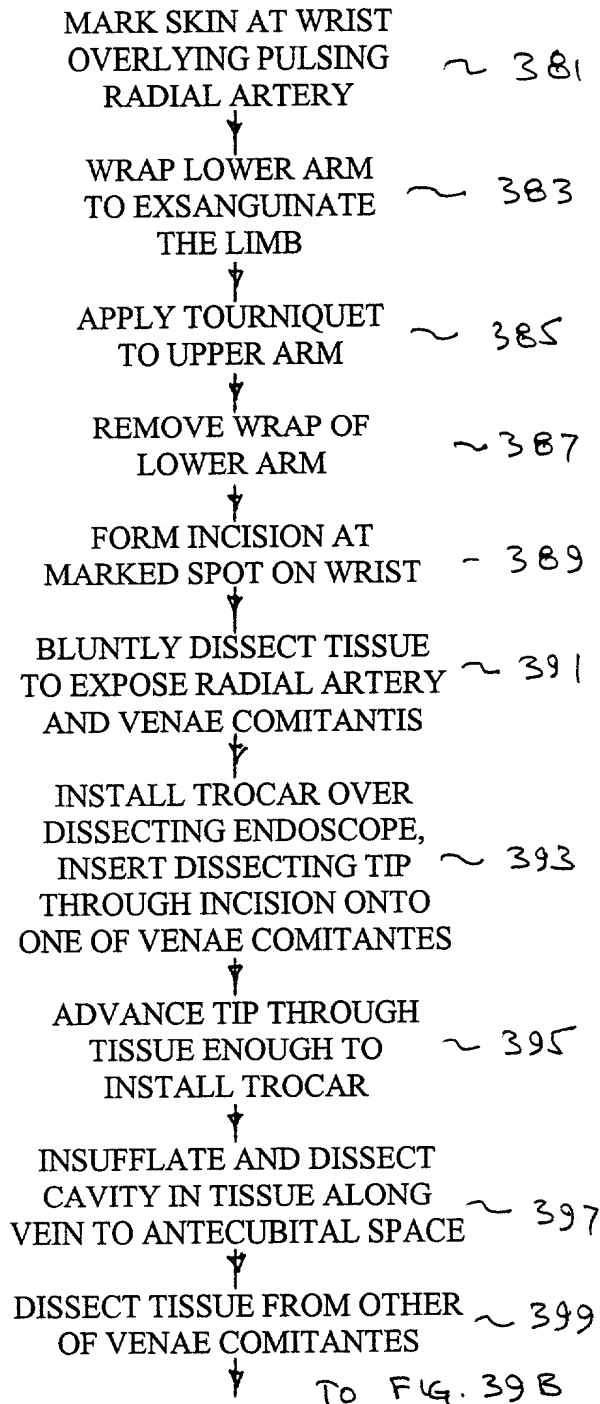 MARK SKIN AT WRIST
OVERLYING PULSING ~ 381
RADIAL ARTERY
WRAP LOWER ARM
TO EXSANGUINATE ~ 383
THE LIMB
APPLY TOURNIQUET
TO UPPER ARM ~ 385
REMOVE WRAP OF
LOWER ARM ~ 387
FORM INCISION AT
MARKED SPOT ON WRIST - 389
BLUNTLY DISSECT TISSUE
TO EXPOSE RADIAL ARTERY ~ 391
AND VENAE COMITANTIS
INSTALL TROCAR OVER
DISSECTING ENDOSCOPE,
INSERT DISSECTING TIP ~ 393
THROUGH INCISION ONTO
ONE OF VENAE COMITANTES
ADVANCE TIP THROUGH
TISSUE ENOUGH TO ~ 395
INSTALL TROCAR
INSUFFLATE AND DISSECT
CAVITY IN TISSUE ALONG
VEIN TO ANTECUBITAL SPACE ~ 397
DISSECT TISSUE FROM OTHER ~ 399
OF VENAE COMITANTES
TO FIG. 39B